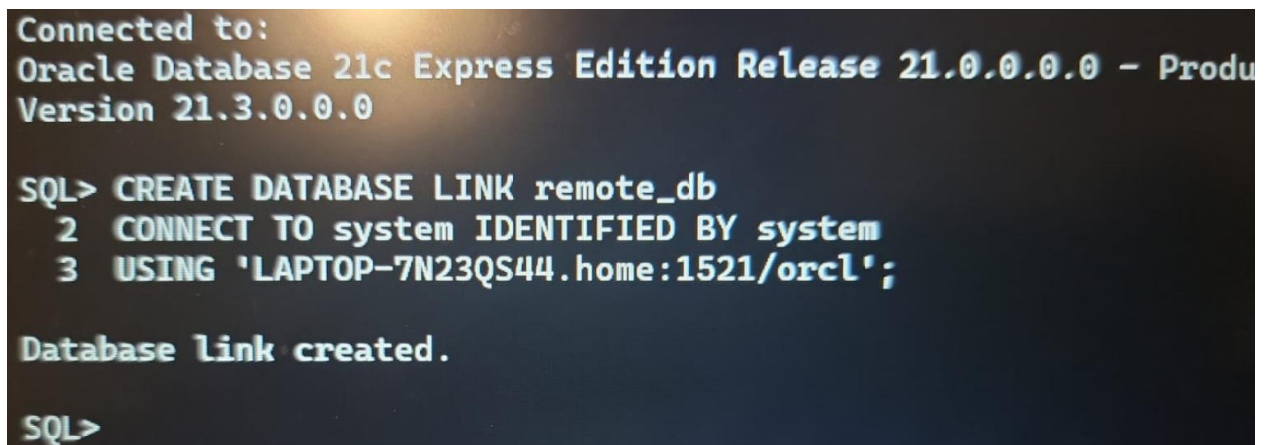 Connected to:
Oracle Database 21c Express Edition Release 21.0.0.0.0 - Produ
Version 21.3.0.0.0
SQL> CREATE DATABASE LINK remote_db
2 CONNECT TO system IDENTIFIED BY system
3 USING 'LAPTOP-7N23QS44.home:1521/orcl';
Database link created.
SQL>